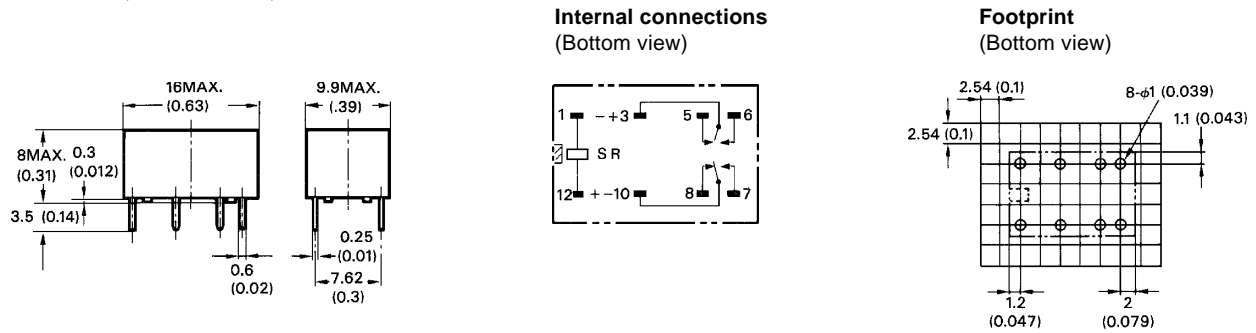 Internal connections
(Bottom view)
Footprint
(Bottom view)
16MAX.
(0.63)
9.9MAX.
(.39)
8MAX.
(0.31)
0.3
(0.012)
3.5 (0.14)
0.6
(0.02)
0.25
(0.01)
7.62
(0.3)
1 -+3 5 6
S R
12 +-10 8 7
2.54 (0.1)
8-φ1 (0.039)
1.1 (0.043)
2.54 (0.1)
1.2
(0.047)
2
(0.079)